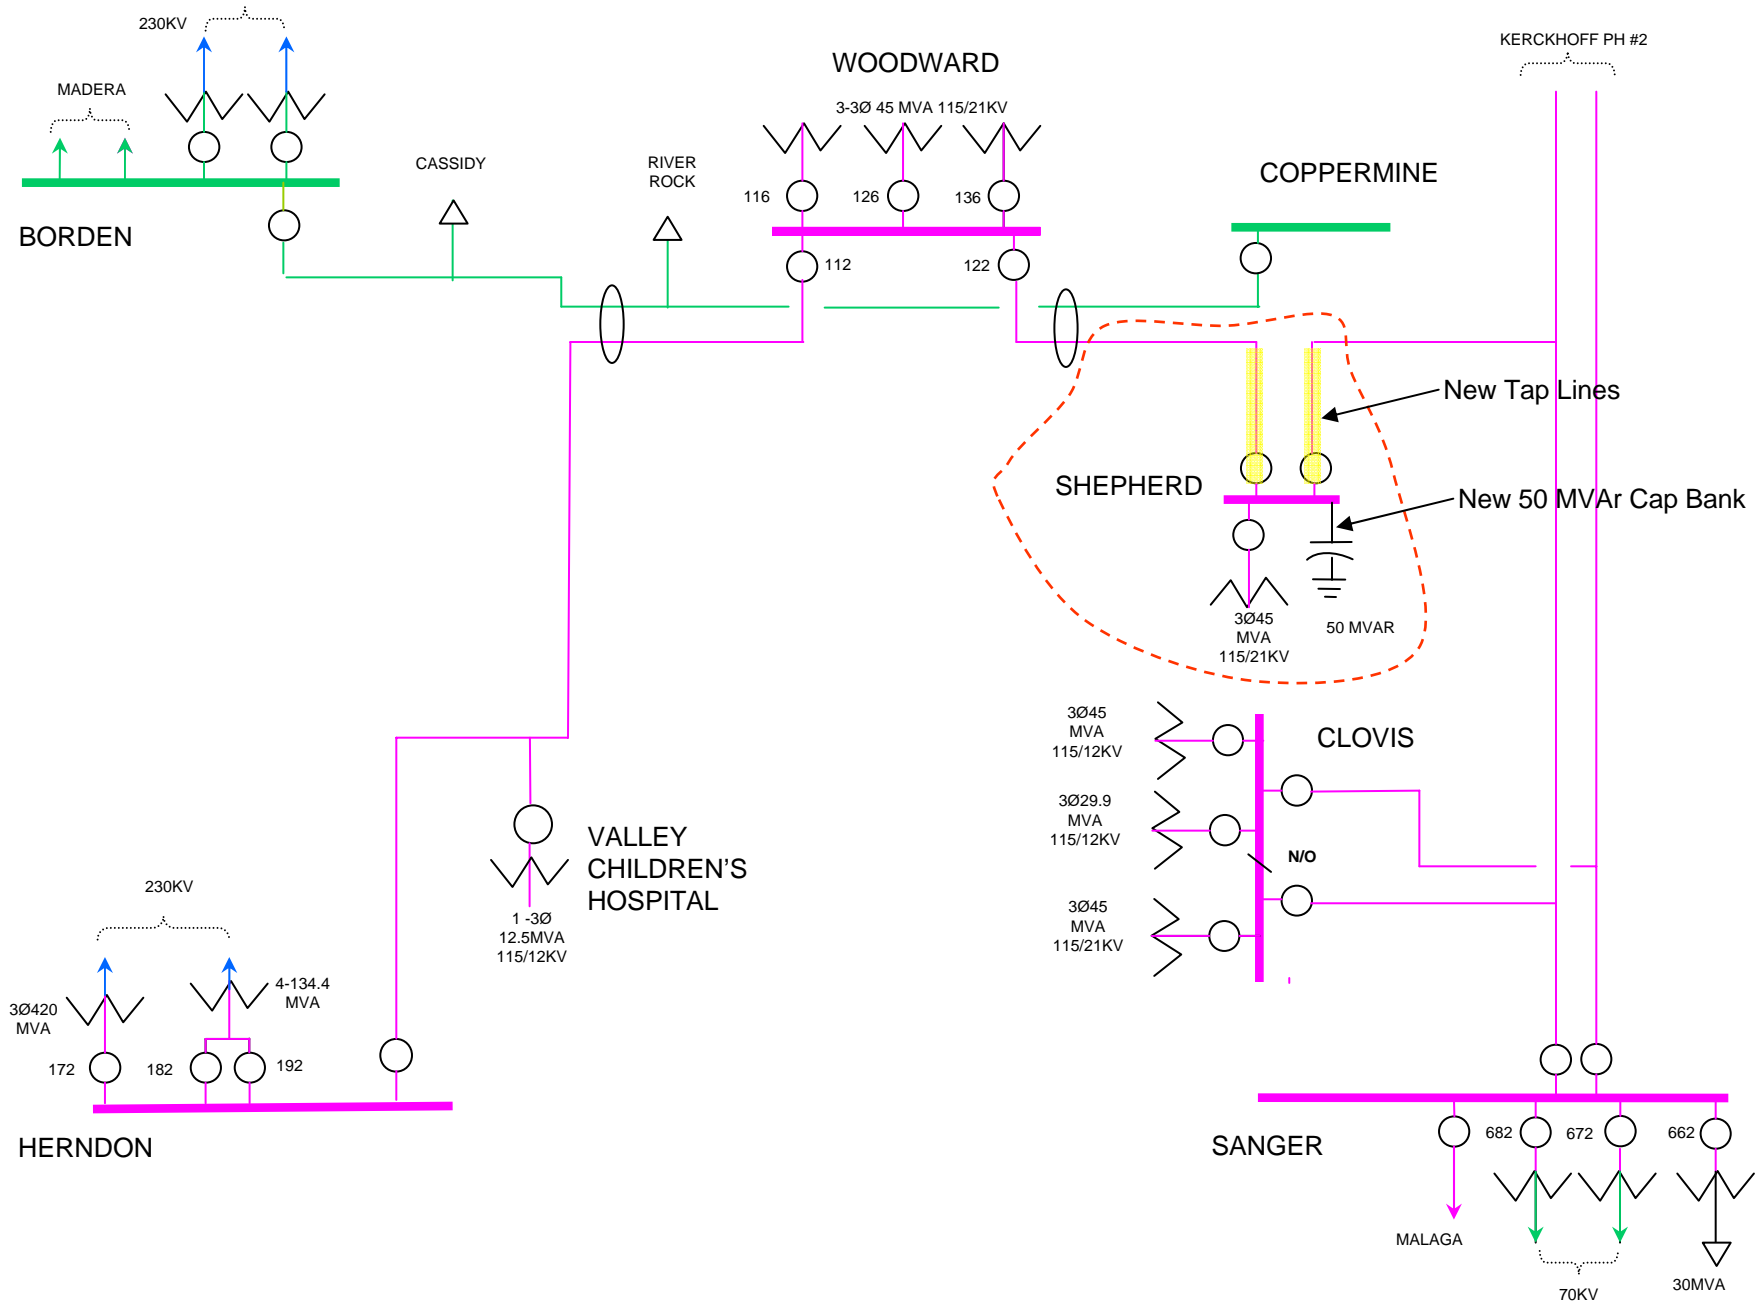 230KV
MADERA
BORDEN
CASSIDY
RIVER
ROCK
WOODWARD
3-3Ø 45 MVA 115/21KV
116
126
136
112
122
COPPERMINE
KERCKHOFF PH #2
New Tap Lines
SHEPHERD
New 50 MVAr Cap Bank
3Ø45
MVA
115/21KV
50 MVAR
3Ø45
MVA
115/12KV
CLOVIS
3Ø29.9
MVA
115/12KV
N/O
3Ø45
MVA
115/21KV
VALLEY
CHILDREN'S
HOSPITAL
1 -3Ø
12.5MVA
115/12KV
230KV
3Ø420
MVA
4-134.4
MVA
172
182
192
HERNDON
SANGER
682
672
662
MALAGA
70KV
30MVA